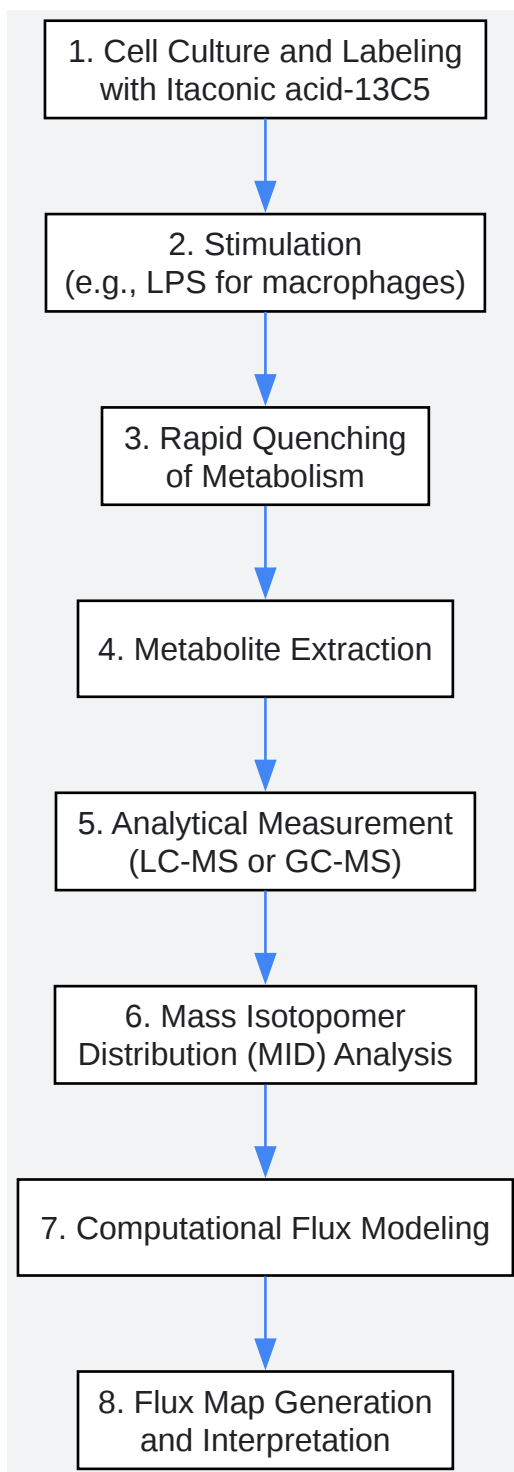 1. Cell Culture and Labeling
with Itaconic acid-13C5
2. Stimulation
(e.g., LPS for macrophages)
3. Rapid Quenching
of Metabolism
4. Metabolite Extraction
5. Analytical Measurement
(LC-MS or GC-MS)
6. Mass Isotopomer
Distribution (MID) Analysis
7. Computational Flux Modeling
8. Flux Map Generation
and Interpretation